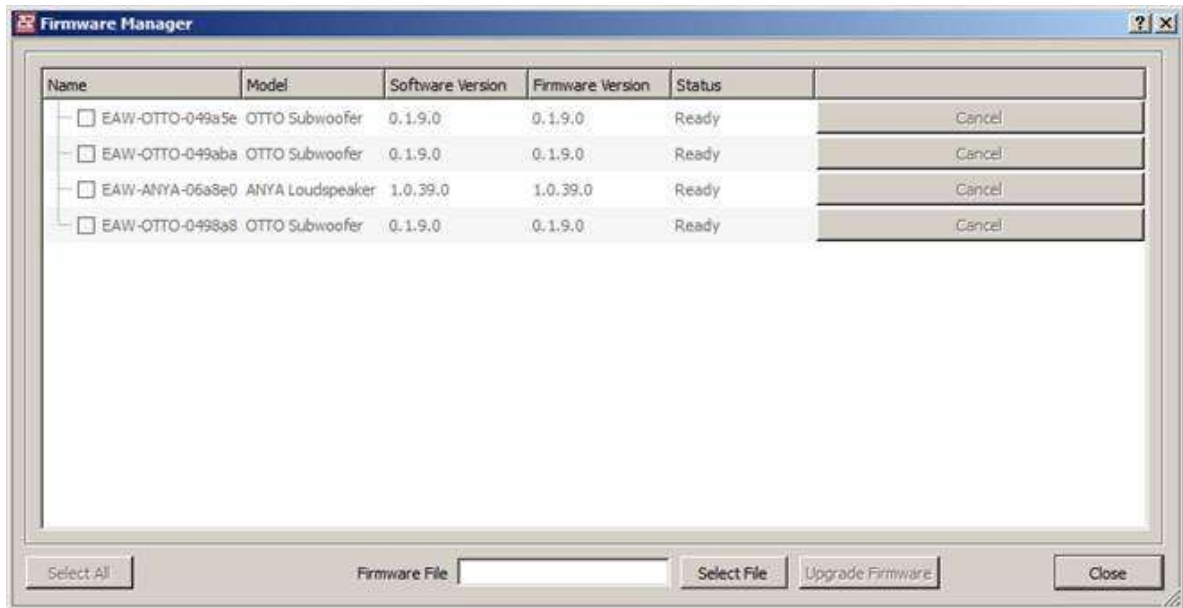 Firmware Manager
Name Model Software Version Firmware Version Status
EAW-OTTO-049a5e OTTO Subwoofer 0.1.9.0 0.1.9.0 Ready Cancel
EAW-OTTO-049aba OTTO Subwoofer 0.1.9.0 0.1.9.0 Ready Cancel
EAW-ANYA-06a8e0 ANYA Loudspeaker 1.0.39.0 1.0.39.0 Ready Cancel
EAW-OTTO-0498a8 OTTO Subwoofer 0.1.9.0 0.1.9.0 Ready Cancel
Select All Firmware File Select File Upgrade Firmware Close